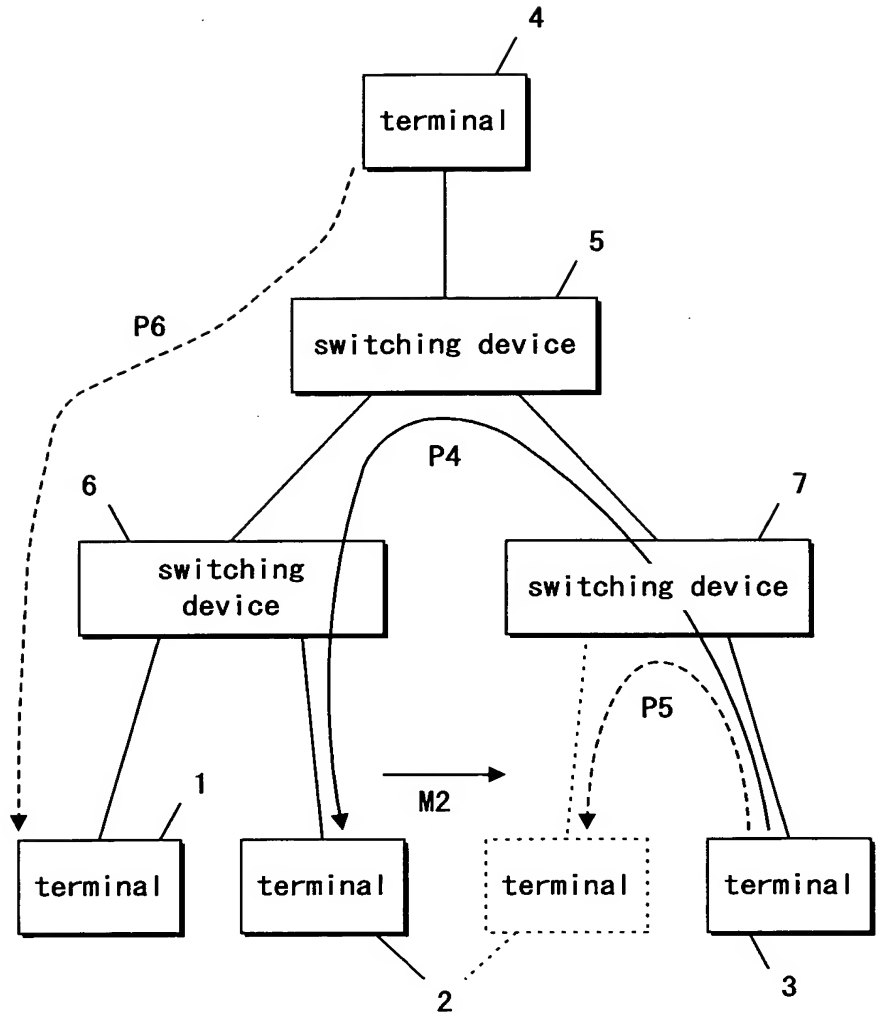 4
terminal
5
P6
switching device
P4
6
7
switching
device
switching device
P5
1
M2
terminal
terminal
terminal
terminal
2
3